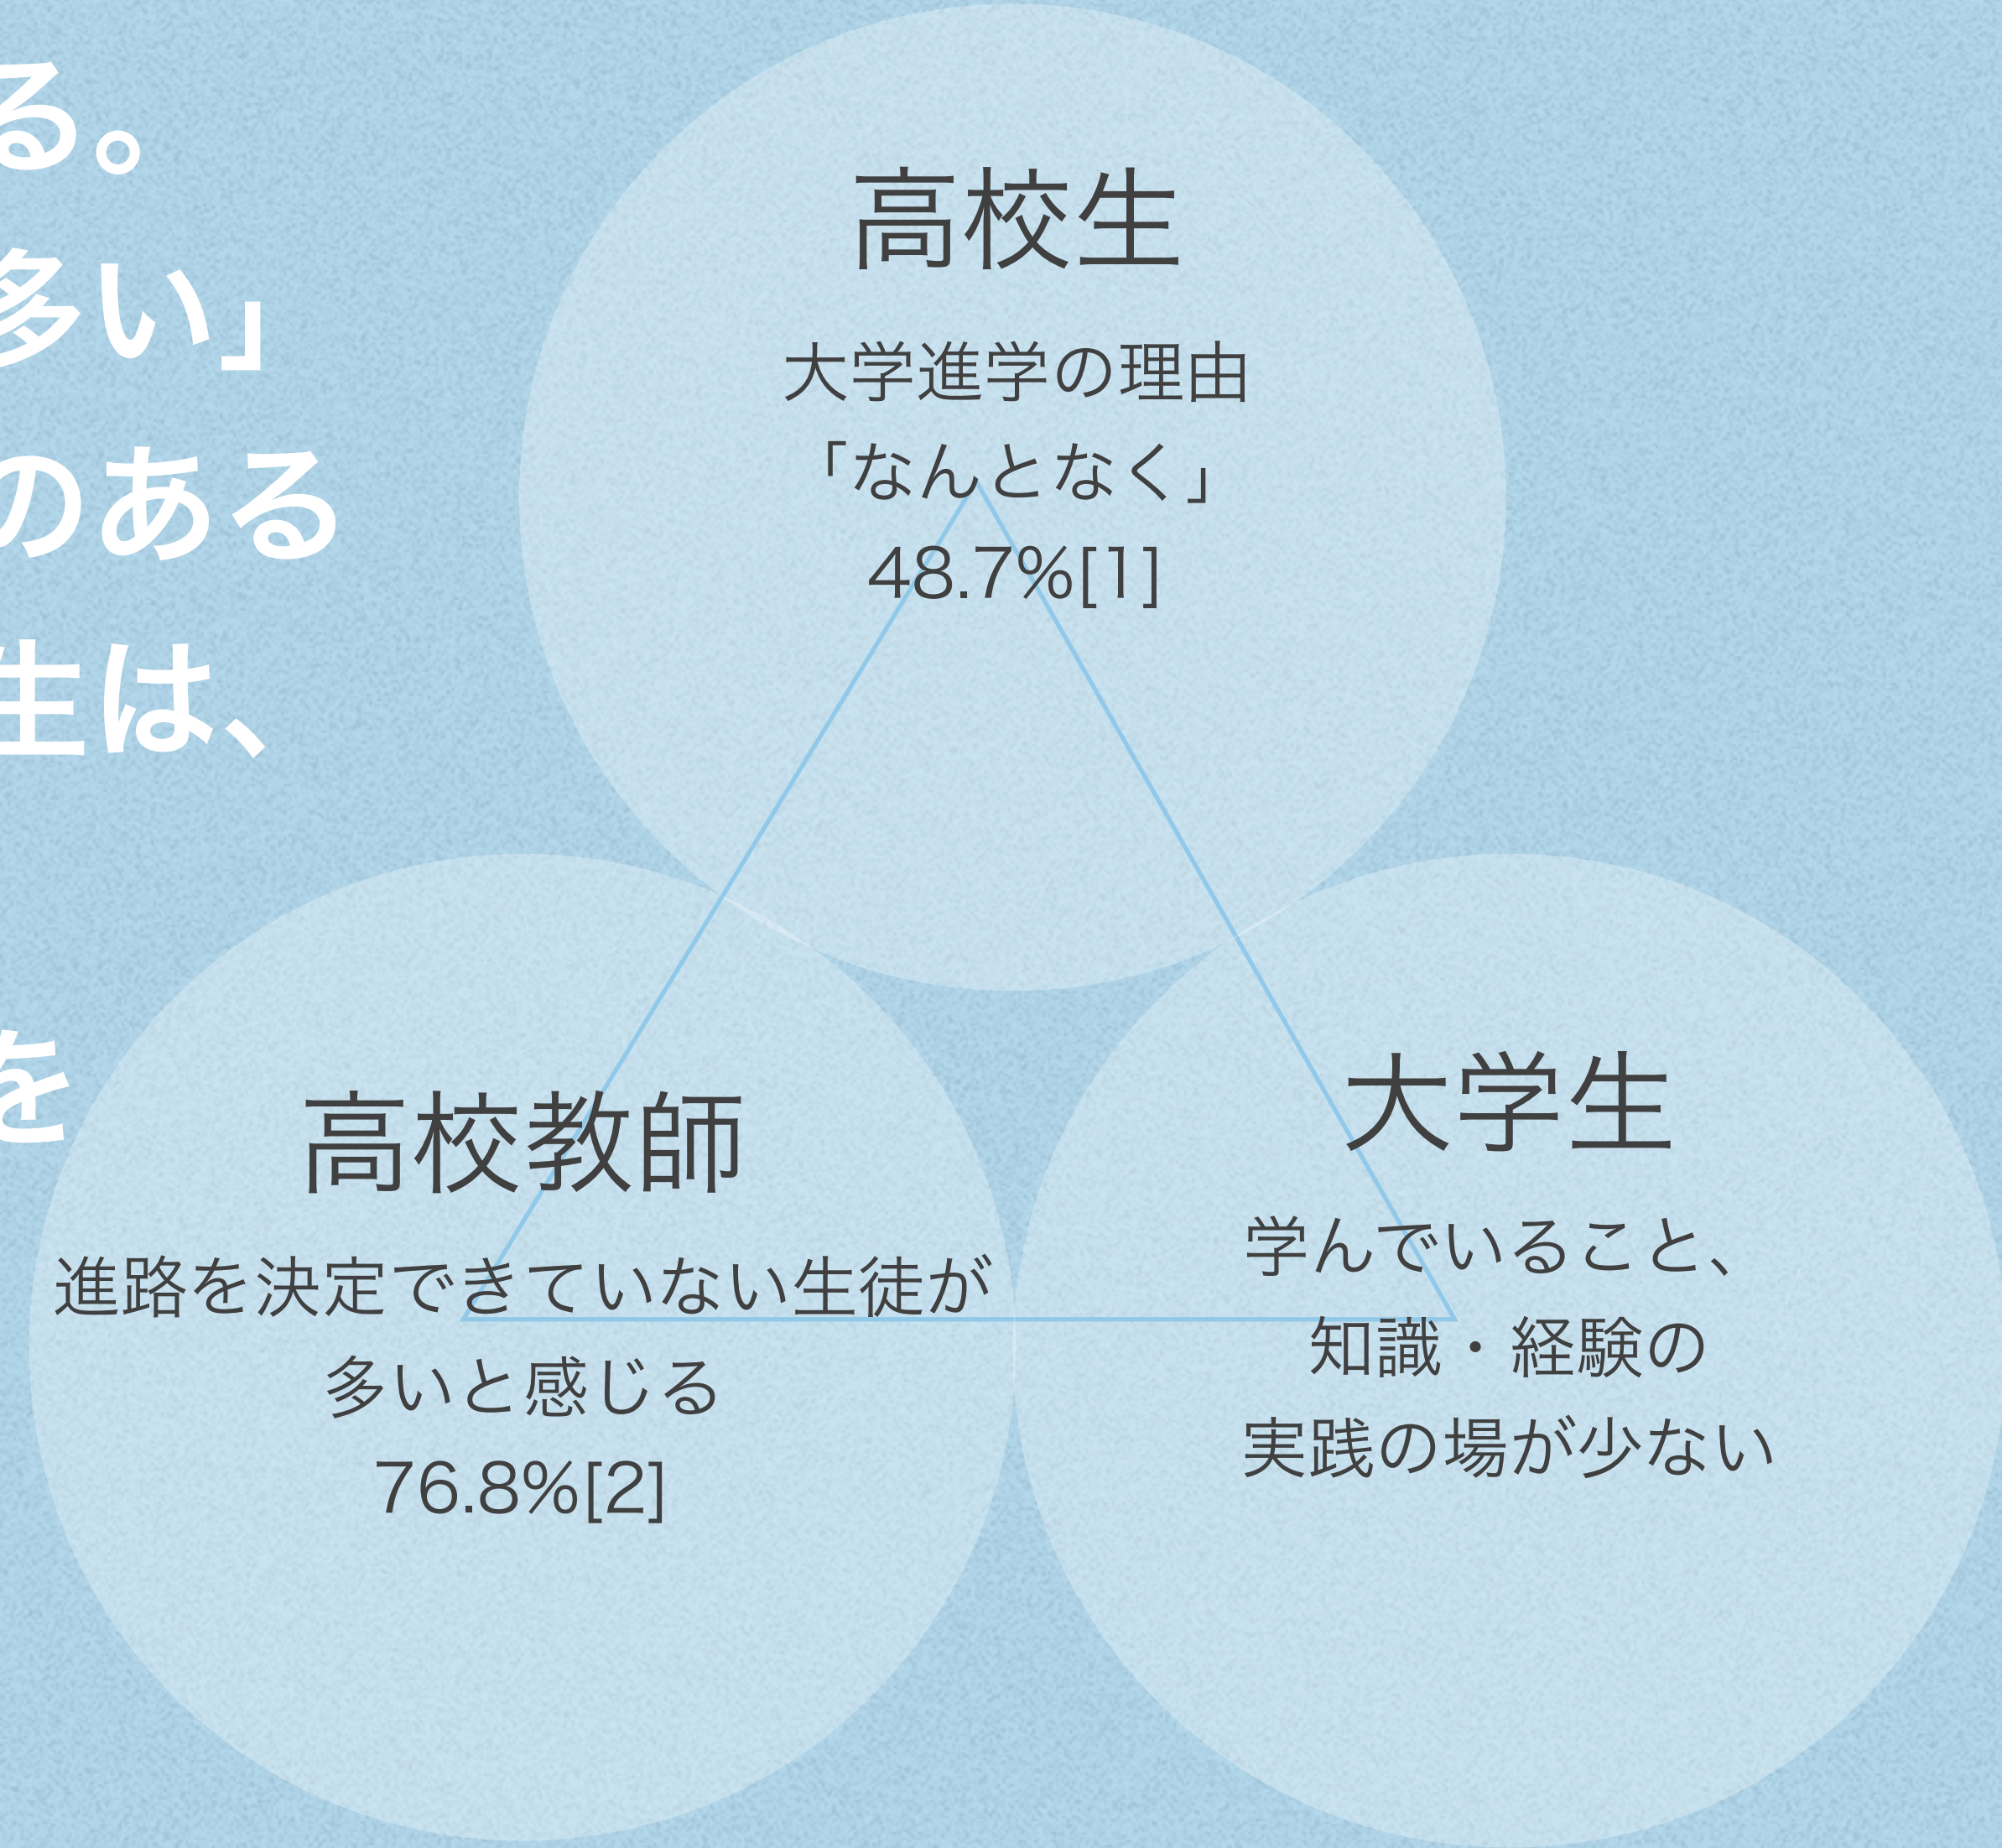 る。
多い」
のある
生は、
を
高校生
大学進学の理由
「なんとなく」
48.7%[1]
高校教師
進路を決定できていない生徒が
多いと感じる
76.8%[2]
大学生
学んでいること、
知識・経験の
実践の場が少ない